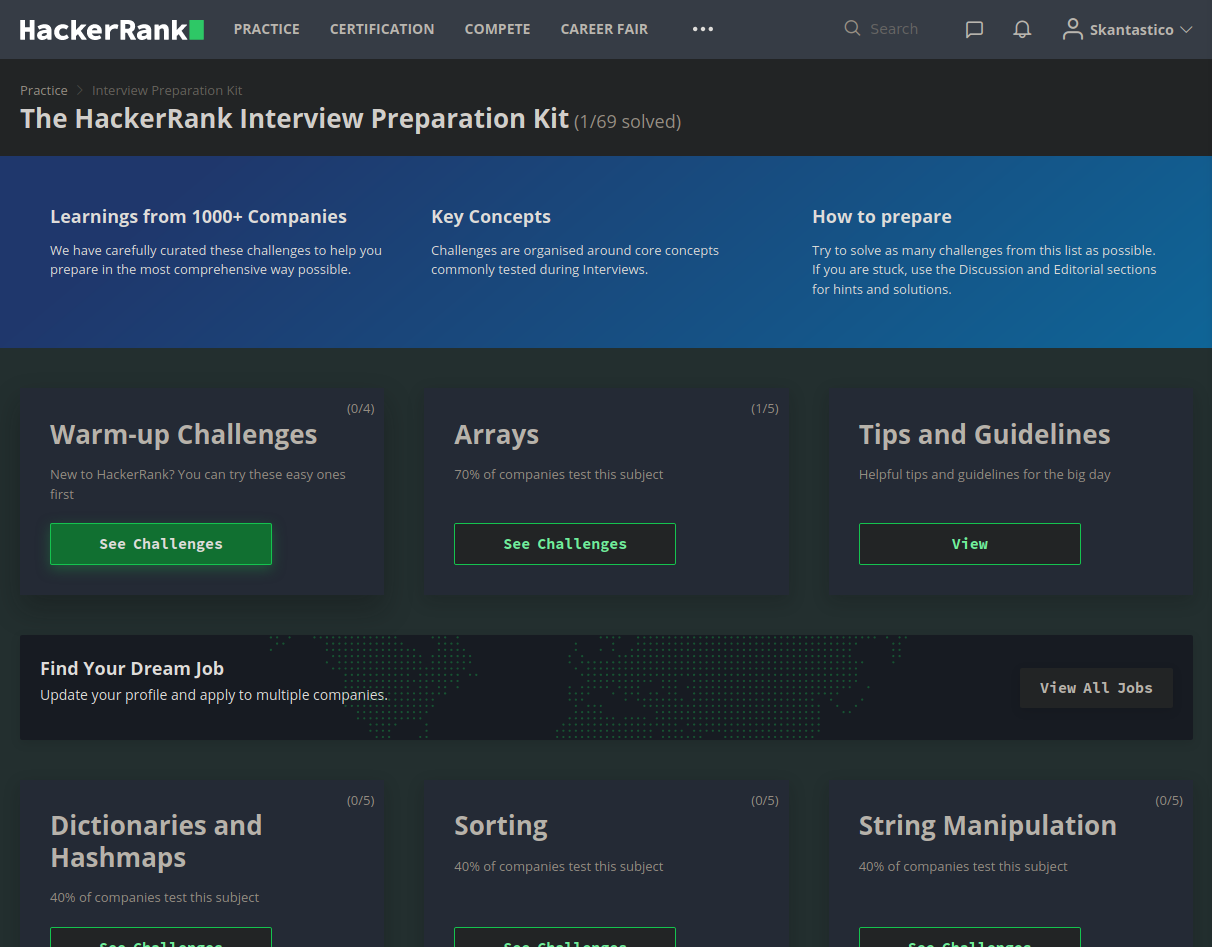 HackerRank PRACTICE CERTIFICATION COMPETE CAREER FAIR ••• Search Skantastico
Practice > Interview Preparation Kit
The HackerRank Interview Preparation Kit (1/69 solved)
Learnings from 1000+ Companies
We have carefully curated these challenges to help you
prepare in the most comprehensive way possible.
Key Concepts
Challenges are organised around core concepts
commonly tested during Interviews.
How to prepare
Try to solve as many challenges from this list as possible.
If you are stuck, use the Discussion and Editorial sections
for hints and solutions.
(0/4)
Warm-up Challenges
New to HackerRank? You can try these easy ones
first
See Challenges
(1/5)
Arrays
70% of companies test this subject
See Challenges
Tips and Guidelines
Helpful tips and guidelines for the big day
View
Find Your Dream Job
Update your profile and apply to multiple companies.
View All Jobs
(0/5)
Dictionaries and
Hashmaps
40% of companies test this subject
See Challenges
(0/5)
Sorting
40% of companies test this subject
See Challenges
(0/5)
String Manipulation
40% of companies test this subject
See Challenges